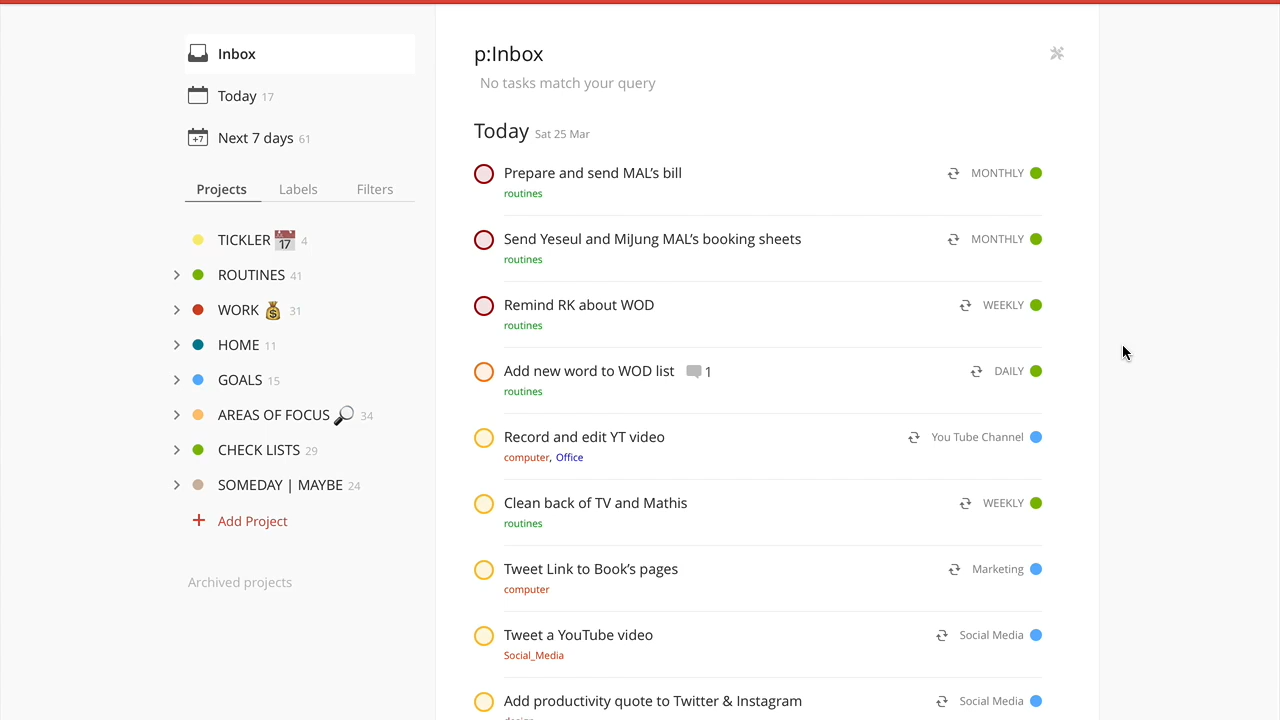 Inbox
Today 17
+7
Next 7 days 61
Projects Labels Filters
TICKLER 17 4
ROUTINES 41
WORK 31
HOME 11
GOALS 15
AREAS OF FOCUS 34
CHECK LISTS 29
SOMEDAY | MAYBE 24
+ Add Project
Archived projects
p:Inbox
No tasks match your query
Today Sat 25 Mar
Prepare and send MAL's bill MONTHLY
routines
Send Yeseul and MiJung MAL's booking sheets MONTHLY
routines
Remind RK about WOD WEEKLY
routines
Add new word to WOD list 1 DAILY
routines
Record and edit YT video You Tube Channel
computer, Office
Clean back of TV and Mathis WEEKLY
routines
Tweet Link to Book's pages Marketing
computer
Tweet a YouTube video Social Media
Social_Media
Add productivity quote to Twitter & Instagram Social Media